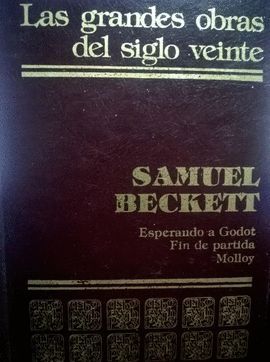 Las grandes obras
del siglo veinte
SAMUEL
BECKETT
Esperando a Godot
Fin de partida
Molloy